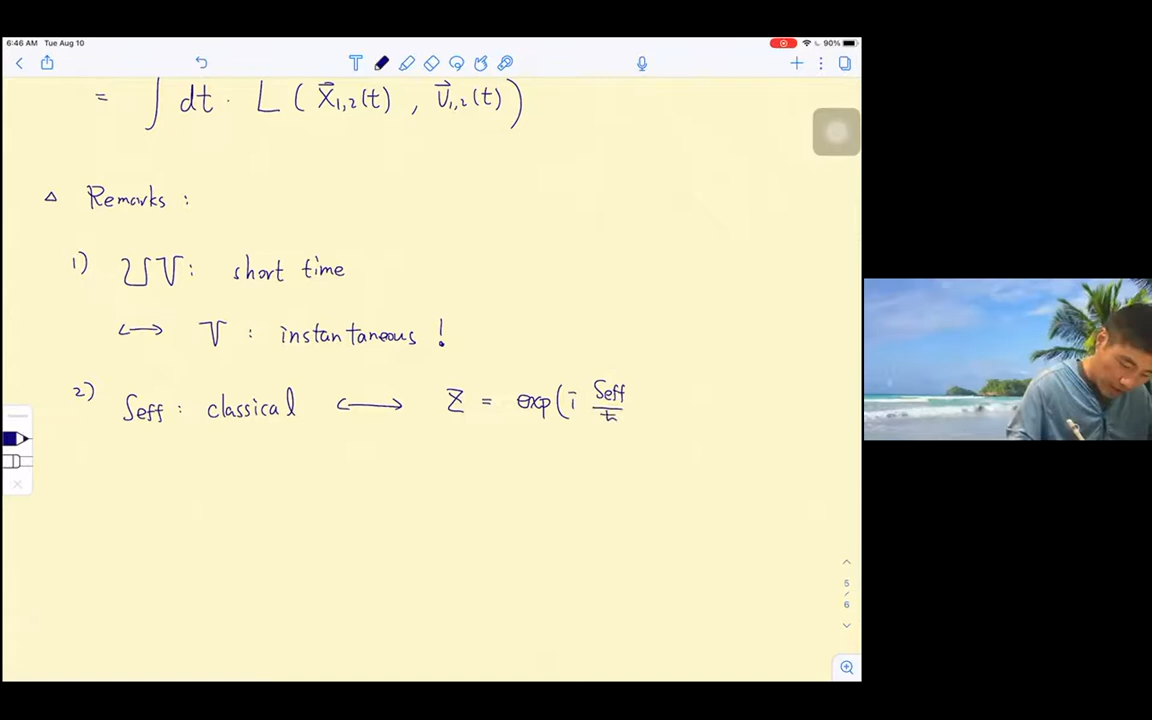 6:46 AM Tue Aug 10 90%
= ∫ dt · L ( X⃗1,2(t) , V⃗1,2(t) )
△ Remarks :
1) UV : short time
↔ V : instantaneous !
2) Seff : classical ↔ Z = exp( i Seff / ħ
5 / 6